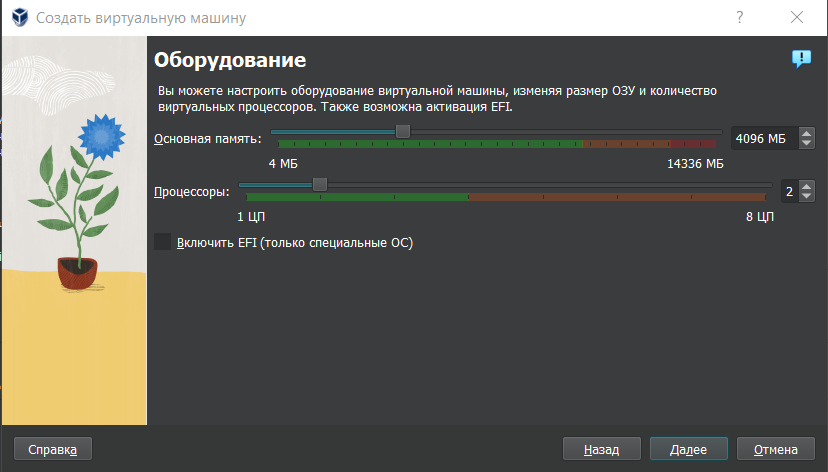 Создать виртуальную машину
?
Оборудование
Вы можете настроить оборудование виртуальной машины, изменяя размер ОЗУ и количество
виртуальных процессоров. Также возможна активация EFI.
Основная память:
4096 МБ
4 МБ
14336 МБ
Процессоры:
2
1 ЦП
8 ЦП
Включить EFI (только специальные ОС)
Справка
Назад
Далее
Отмена